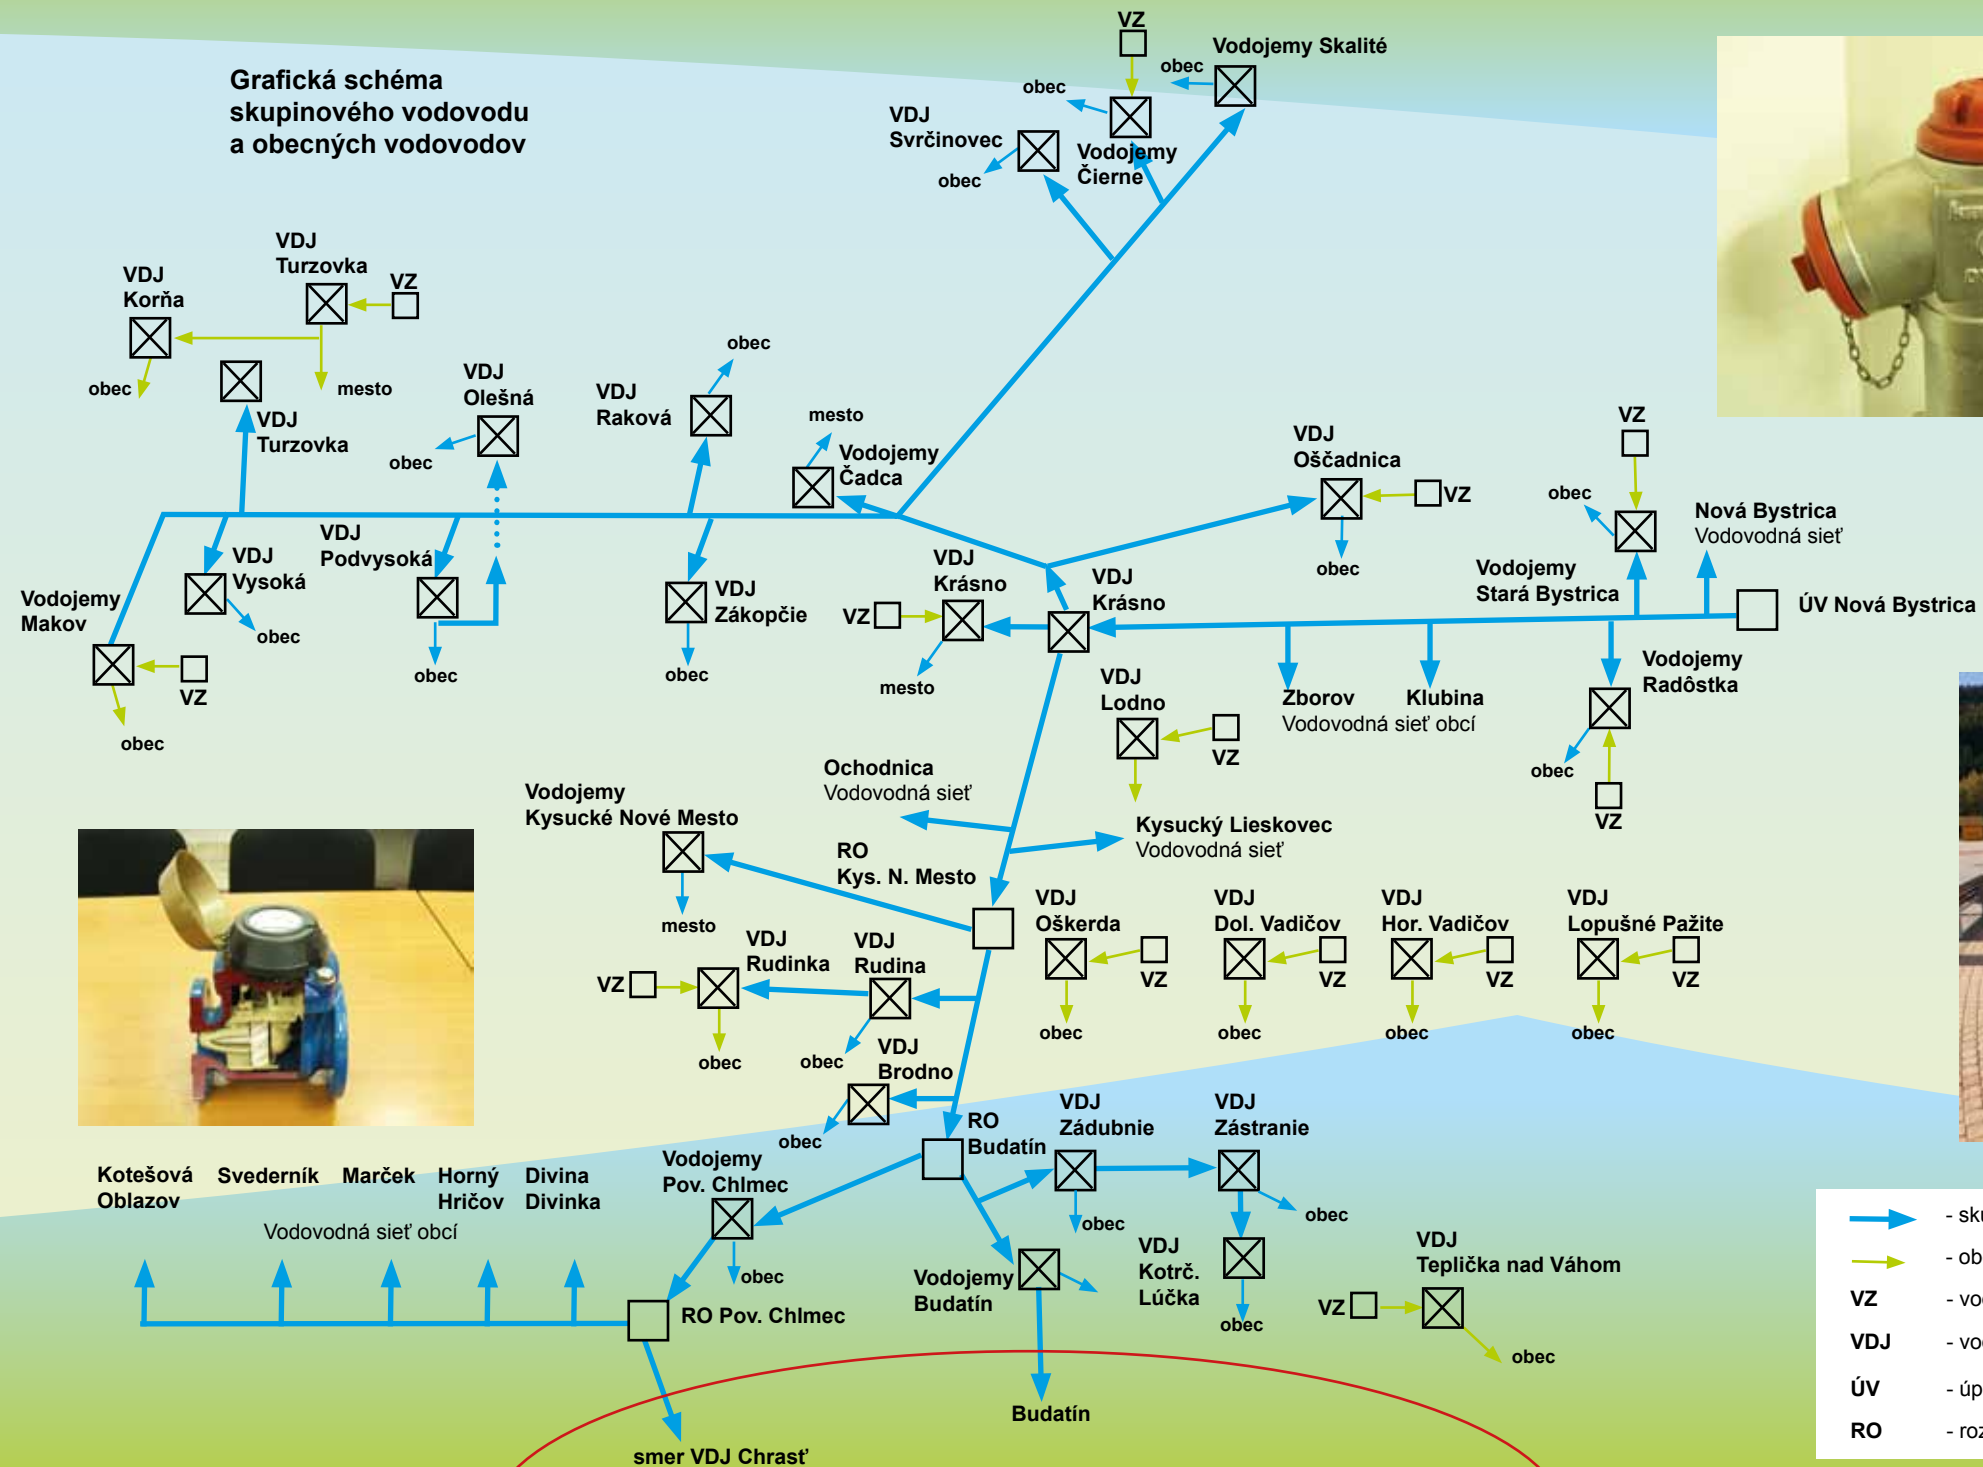 Grafická schéma
skupinového vodovodu
a obecných vodovodov
VZ
Vodojemy Skalité
obec
obec
VDJ
Svrčinovec
Vodojemy
Čierne
obec
VDJ
Turzovka
VZ
VDJ
Korňa
obec
mesto
VDJ
Turzovka
VDJ
Olešná
obec
VDJ
Raková
obec
mesto
Vodojemy
Čadca
VDJ
Oščadnica
VZ
obec
VZ
obec
Nová Bystrica
Vodovodná sieť
Vodojemy
Stará Bystrica
ÚV Nová Bystrica
VDJ
Podvysoká
obec
VDJ
Vysoká
obec
Vodojemy
Makov
VZ
obec
VDJ
Zákopčie
obec
VDJ
Krásno
VZ
mesto
VDJ
Krásno
VDJ
Lodno
VZ
Zborov
Klubina
Vodovodná sieť obcí
Vodojemy
Radôstka
obec
VZ
Ochodnica
Vodovodná sieť
Vodojemy
Kysucké Nové Mesto
mesto
Kysucký Lieskovec
Vodovodná sieť
RO
Kys. N. Mesto
VDJ
Oškerda
VZ
obec
VDJ
Dol. Vadičov
VZ
obec
VDJ
Hor. Vadičov
VZ
obec
VDJ
Lopušné Pažite
VZ
obec
VDJ
Rudinka
VZ
obec
VDJ
Rudina
obec
VDJ
Brodno
obec
RO
Budatín
VDJ
Zádubnie
obec
VDJ
Zástranie
obec
Vodojemy
Pov. Chlmec
obec
Kotešová
Oblazov
Svederník
Marček
Horný
Hričov
Divina
Divinka
Vodovodná sieť obcí
RO Pov. Chlmec
Vodojemy
Budatín
VDJ
Kotrč.
Lúčka
obec
VDJ
Teplička nad Váhom
VZ
obec
Budatín
smer VDJ Chrasť
- sk
- ob
VZ - vo
VDJ - vo
ÚV - úp
RO - roz